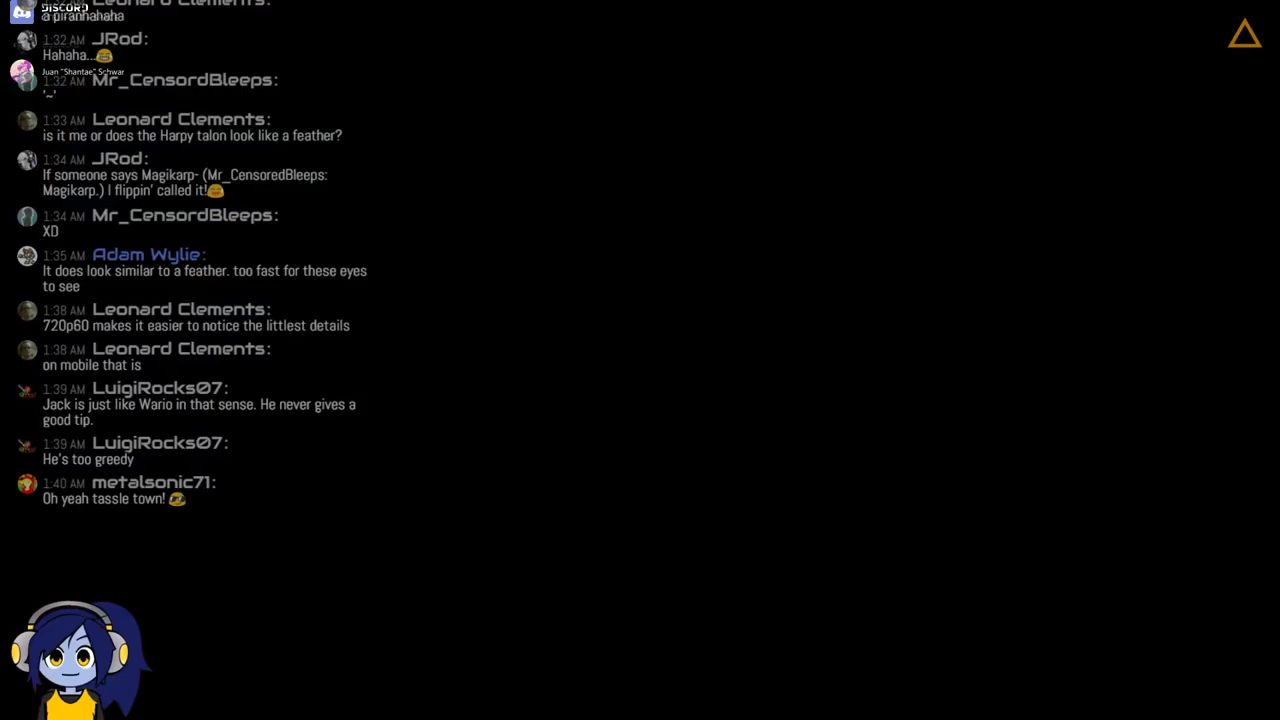 Leonard Clements:
DISCORD
a pirannahaha
1:32 AM JRod:
Hahaha...
Juan "Shantae" Schwar
1:32 AM Mr_CensordBleeps:
'~'
1:33 AM Leonard Clements:
is it me or does the Harpy talon look like a feather?
1:34 AM JRod:
If someone says Magikarp- (Mr_CensoredBleeps:
Magikarp.) I flippin' called it!
1:34 AM Mr_CensordBleeps:
XD
1:35 AM Adam Wylie:
It does look similar to a feather. too fast for these eyes
to see
1:38 AM Leonard Clements:
720p60 makes it easier to notice the littlest details
1:38 AM Leonard Clements:
on mobile that is
1:39 AM LuigiRocks07:
Jack is just like Wario in that sense. He never gives a
good tip.
1:39 AM LuigiRocks07:
He's too greedy
1:40 AM metalsonic71:
Oh yeah tassle town!